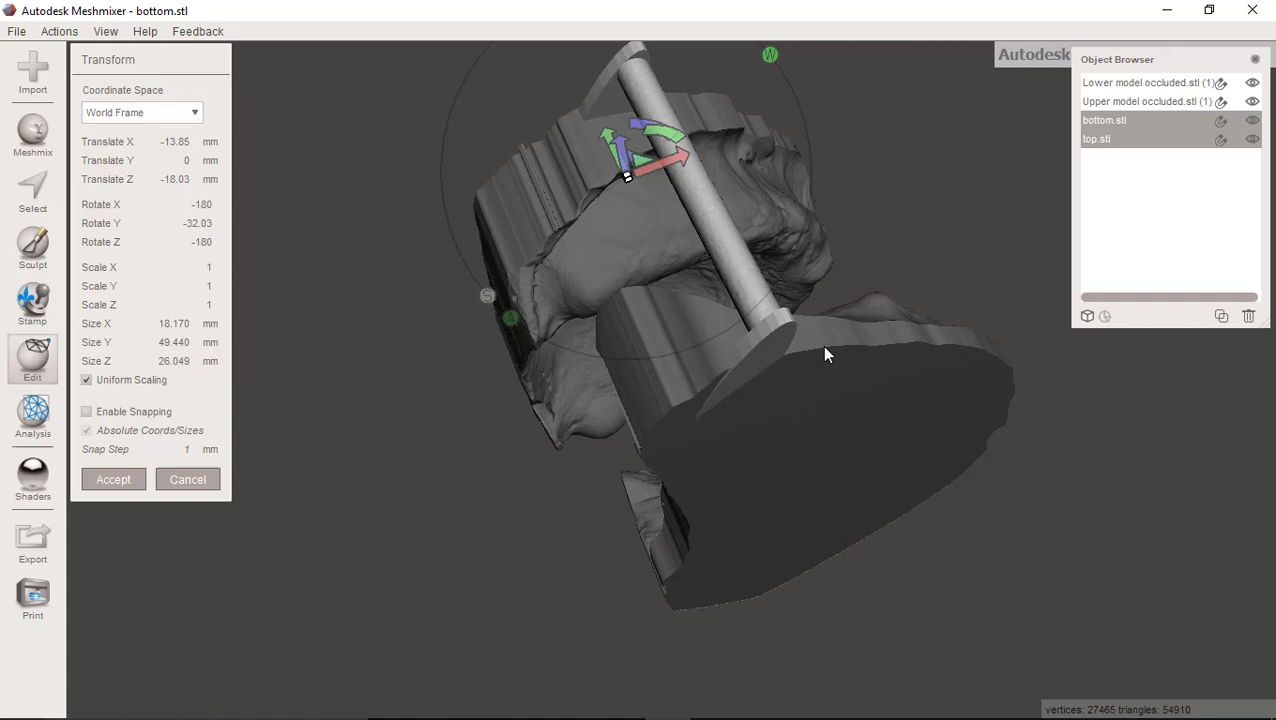 Autodesk Meshmixer - bottom.stl
File Actions View Help Feedback
Import
Meshmix
Select
Sculpt
Stamp
Edit
Analysis
Shaders
Export
Print
Transform
Coordinate Space
World Frame
Translate X -13.85 mm
Translate Y 0 mm
Translate Z -18.03 mm
Rotate X -180
Rotate Y -32.03
Rotate Z -180
Scale X 1
Scale Y 1
Scale Z 1
Size X 18.170 mm
Size Y 49.440 mm
Size Z 26.049 mm
Uniform Scaling
Enable Snapping
Absolute Coords/Sizes
Snap Step 1 mm
Accept Cancel
W
S
A
Autodesk
Object Browser
Lower model occluded.stl (1)
Upper model occluded.stl (1)
bottom.stl
top.stl
vertices: 27465 triangles: 54910